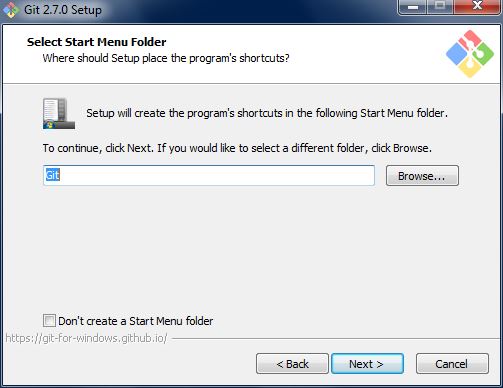 Git 2.7.0 Setup
Select Start Menu Folder
Where should Setup place the program's shortcuts?
Setup will create the program's shortcuts in the following Start Menu folder.
To continue, click Next. If you would like to select a different folder, click Browse.
Git
Browse...
Don't create a Start Menu folder
https://git-for-windows.github.io/
< Back
Next >
Cancel